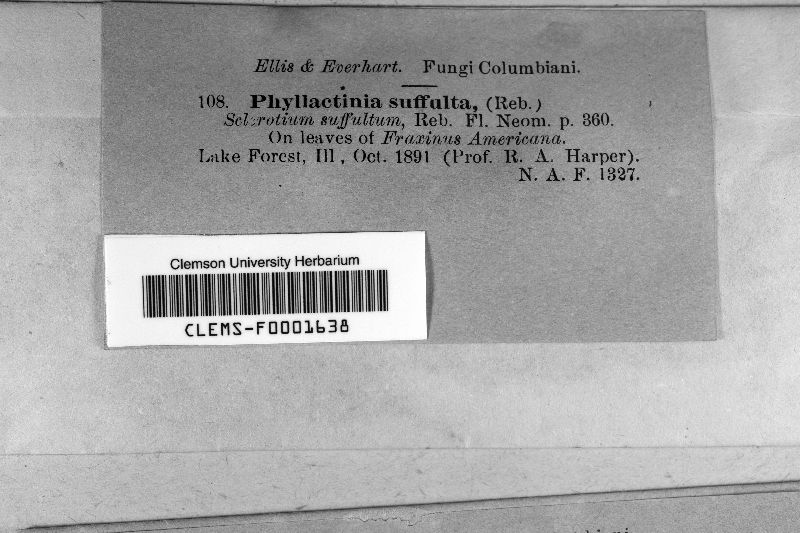 Ellis & Everhart. Fungi Columbiani.
108. Phyllactinia suffulta, (Reb.)
Sclerotium suffultum, Reb. Fl. Neom. p. 360.
On leaves of Fraxinus Americana.
Lake Forest, Ill, Oct. 1891 (Prof. R. A. Harper).
N. A. F. 1327.
Clemson University Herbarium
CLEMS-F0001638